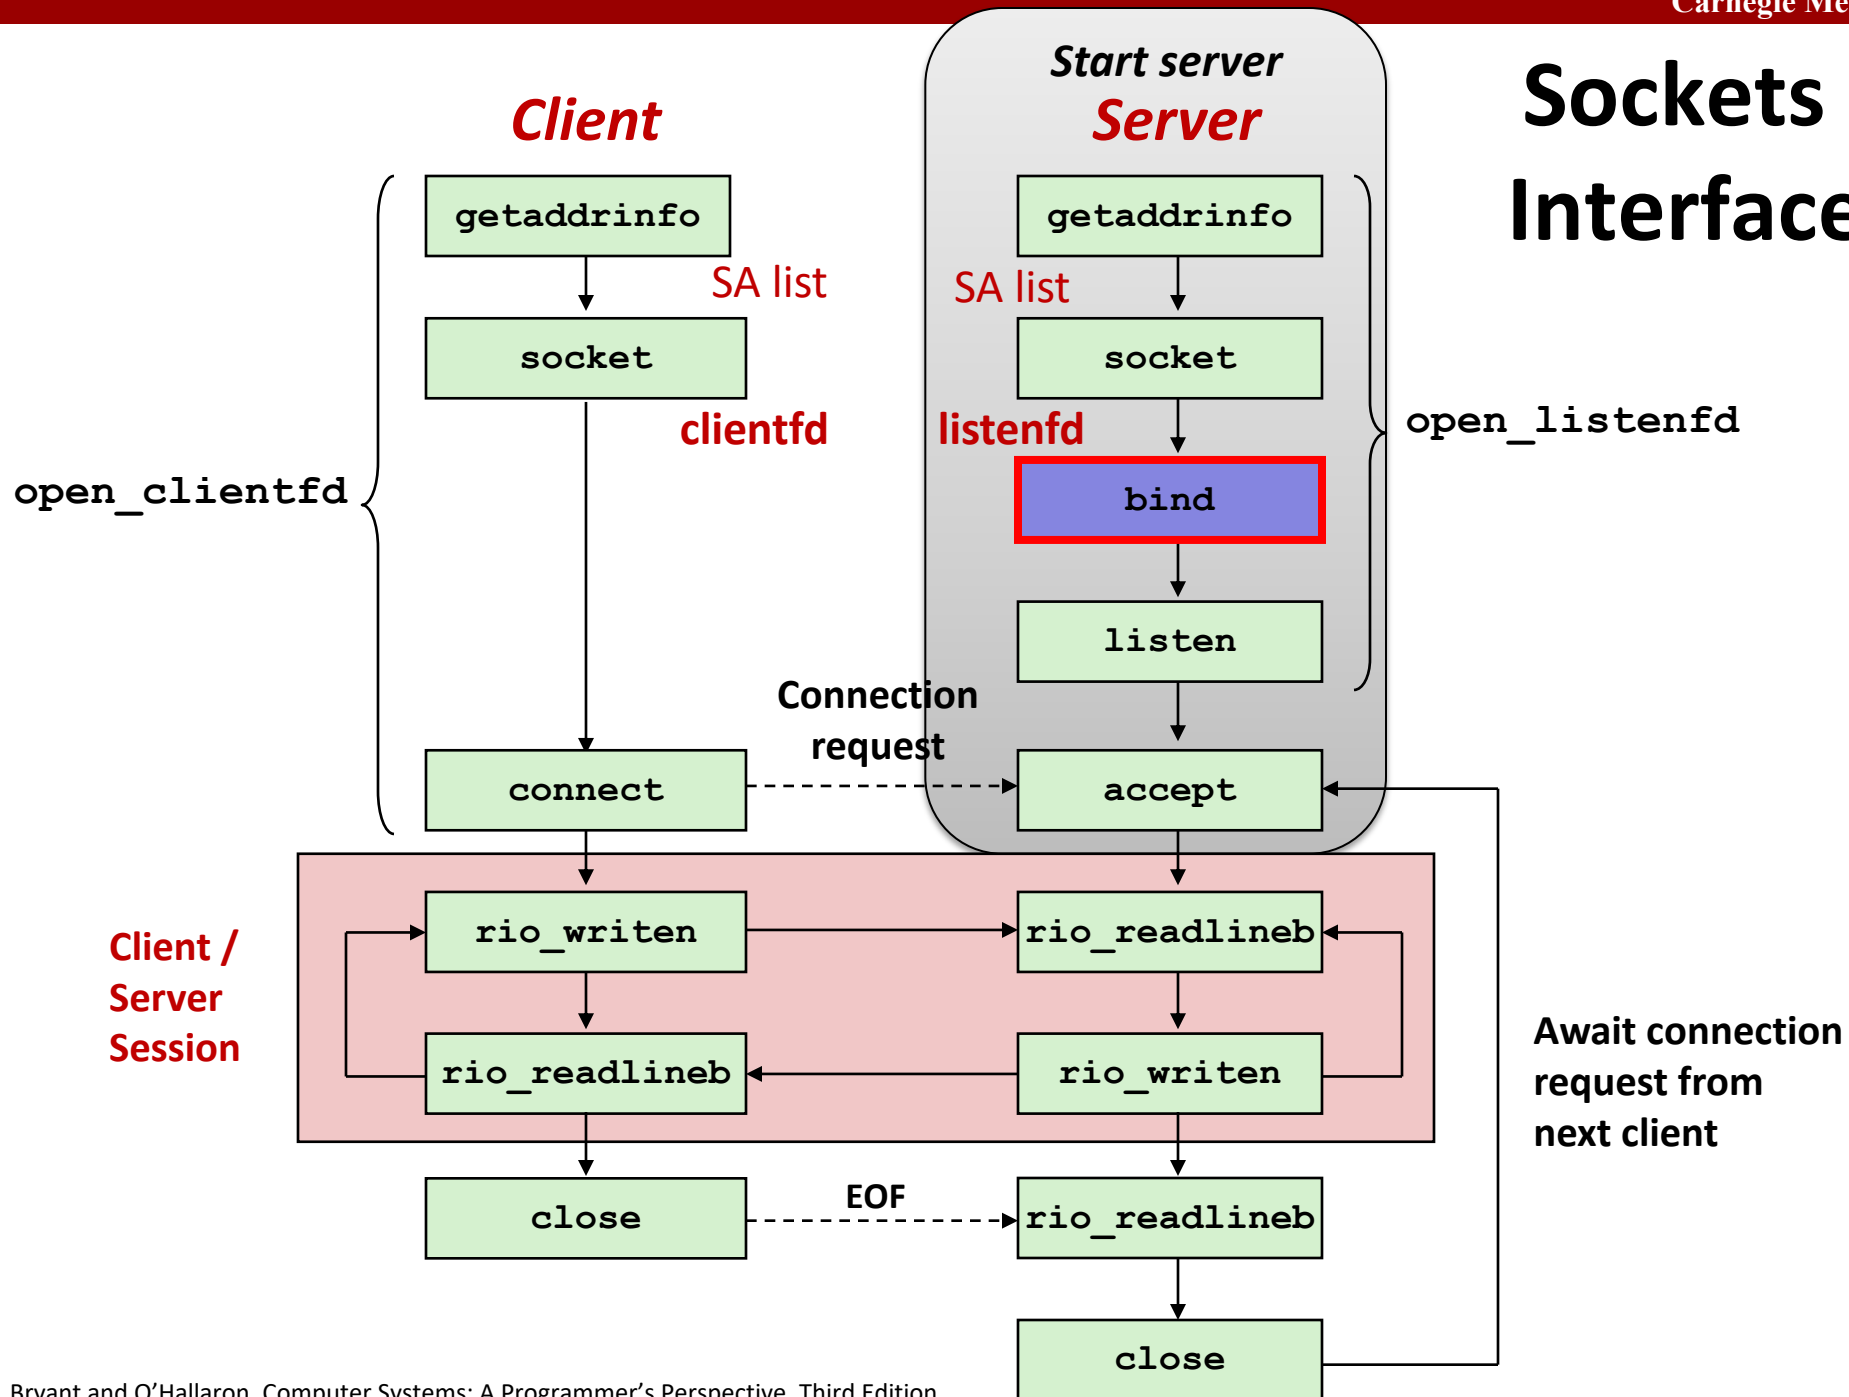 Carnegie Me
Sockets
Interface
Start server
Client
Server
getaddrinfo
getaddrinfo
SA list
SA list
socket
socket
clientfd
listenfd
open_listenfd
open_clientfd
bind
listen
Connection
request
connect
accept
Client /
Server
Session
rio_writen
rio_readlineb
rio_readlineb
rio_writen
Await connection
request from
next client
close
EOF
rio_readlineb
close
Bryant and O'Hallaron, Computer Systems: A Programmer's Perspective, Third Edition